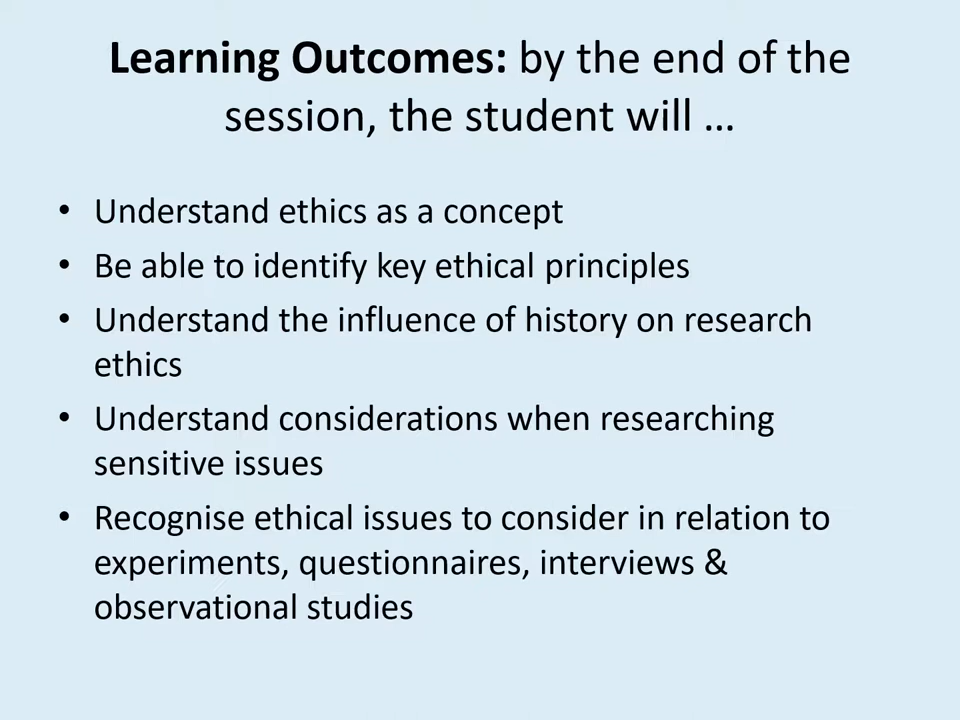 Learning Outcomes: by the end of the
session, the student will ...
• Understand ethics as a concept
• Be able to identify key ethical principles
• Understand the influence of history on research
ethics
• Understand considerations when researching
sensitive issues
• Recognise ethical issues to consider in relation to
experiments, questionnaires, interviews &
observational studies